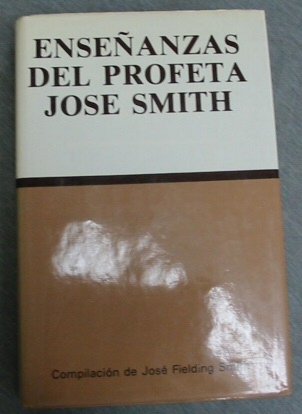 ENSEÑANZAS
DEL PROFETA
JOSE SMITH
Compilación de José Fielding